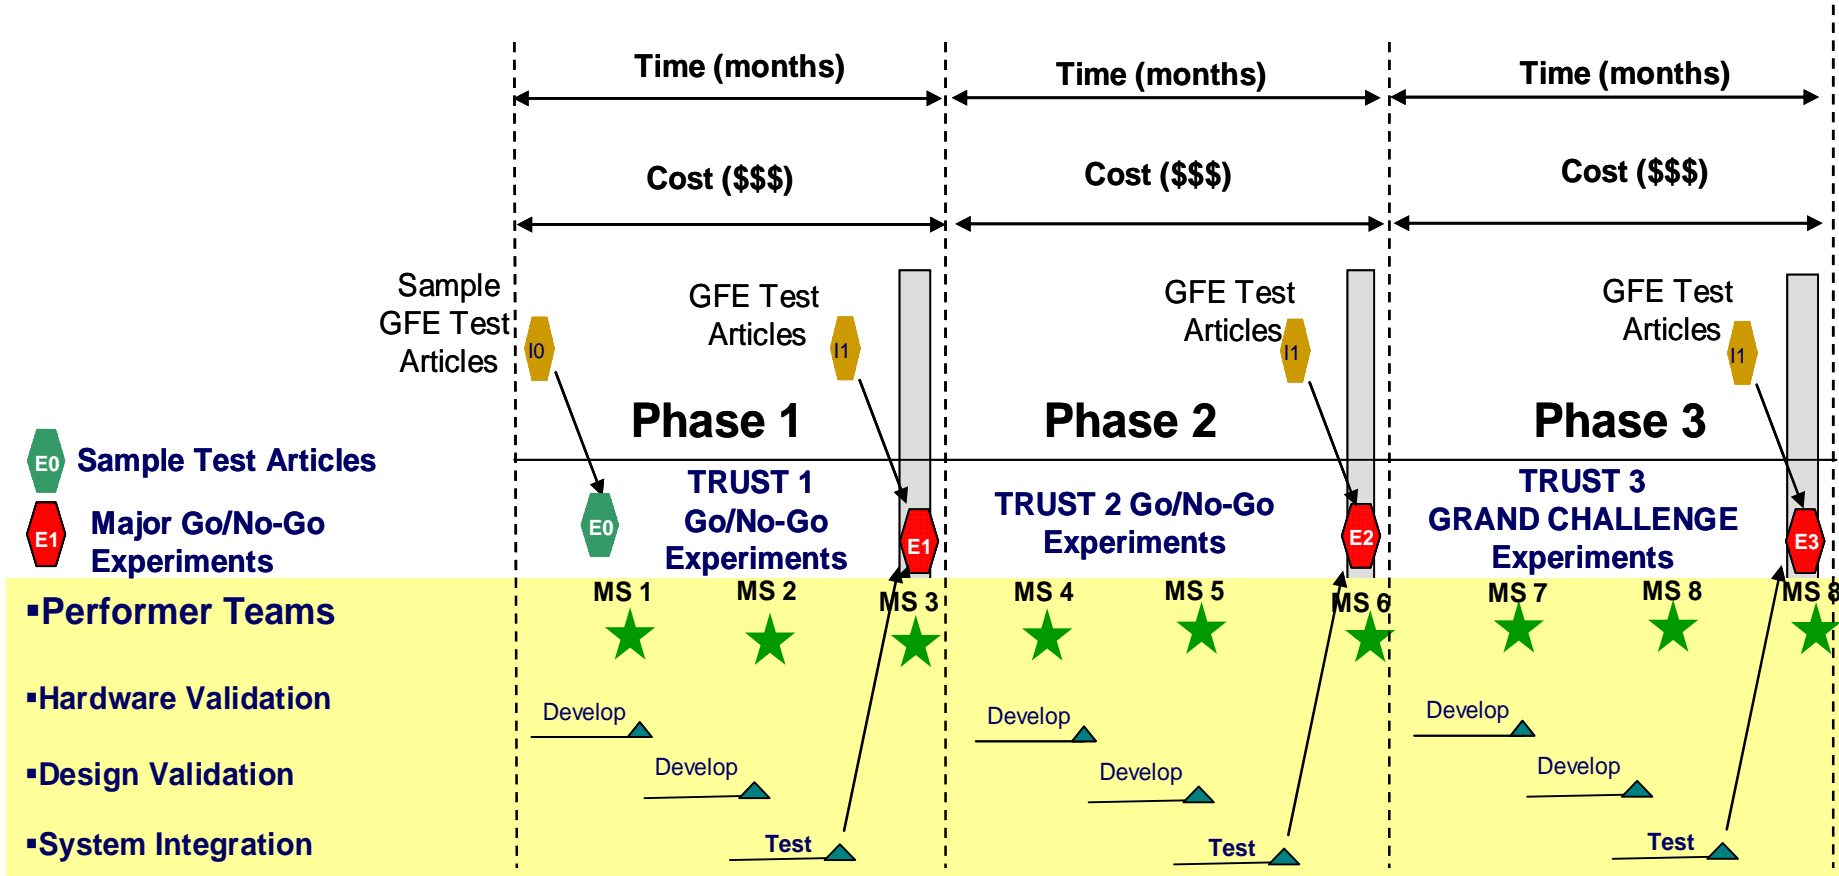 Time (months)
Time (months)
Time (months)
Cost ($$$)
Cost ($$$)
Cost ($$$)
Sample
GFE Test
Articles
I0
GFE Test
Articles
I1
GFE Test
Articles
I1
GFE Test
Articles
I1
Phase 1
Phase 2
Phase 3
E0 Sample Test Articles
E1 Major Go/No-Go
Experiments
E0
TRUST 1
Go/No-Go
Experiments
E1
TRUST 2 Go/No-Go
Experiments
E2
TRUST 3
GRAND CHALLENGE
Experiments
E3
▪Performer Teams
MS 1
MS 2
MS 3
MS 4
MS 5
MS 6
MS 7
MS 8
MS 8
▪Hardware Validation
Develop
Develop
Develop
▪Design Validation
Develop
Develop
Develop
▪System Integration
Test
Test
Test